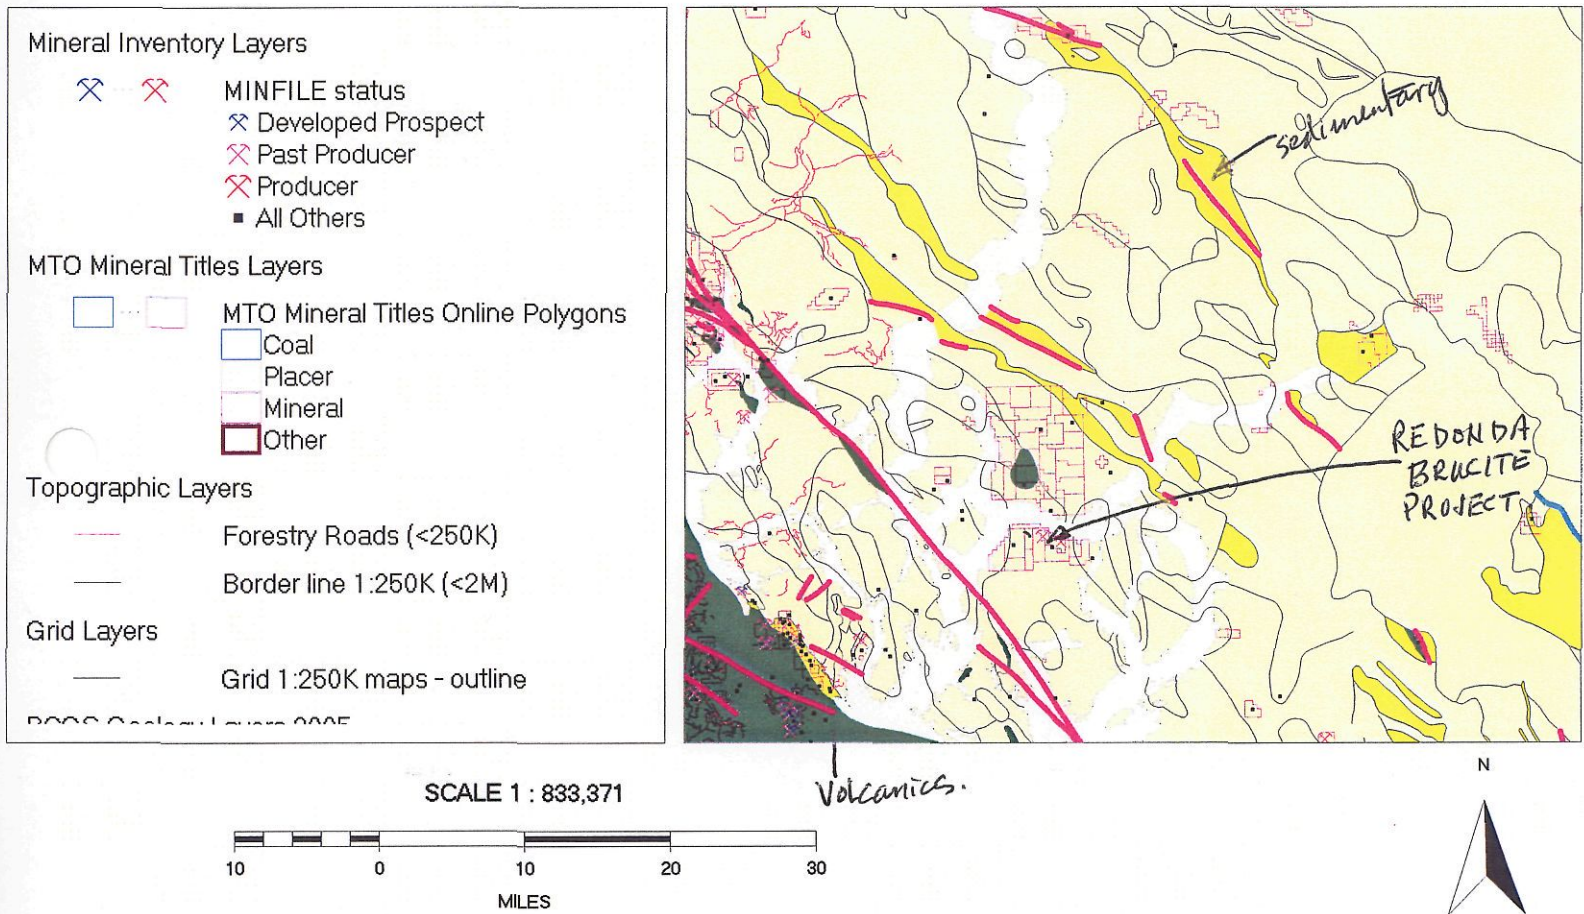 Mineral Inventory Layers
MINFILE status
Developed Prospect
Past Producer
Producer
All Others
MTO Mineral Titles Layers
MTO Mineral Titles Online Polygons
Coal
Placer
Mineral
Other
Topographic Layers
Forestry Roads (<250K)
Border line 1:250K (<2M)
Grid Layers
Grid 1:250K maps - outline
sedimentary
REDONDA
BRUCITE
PROJECT
Volcanics.
SCALE 1 : 833,371
10 0 10 20 30
MILES
N